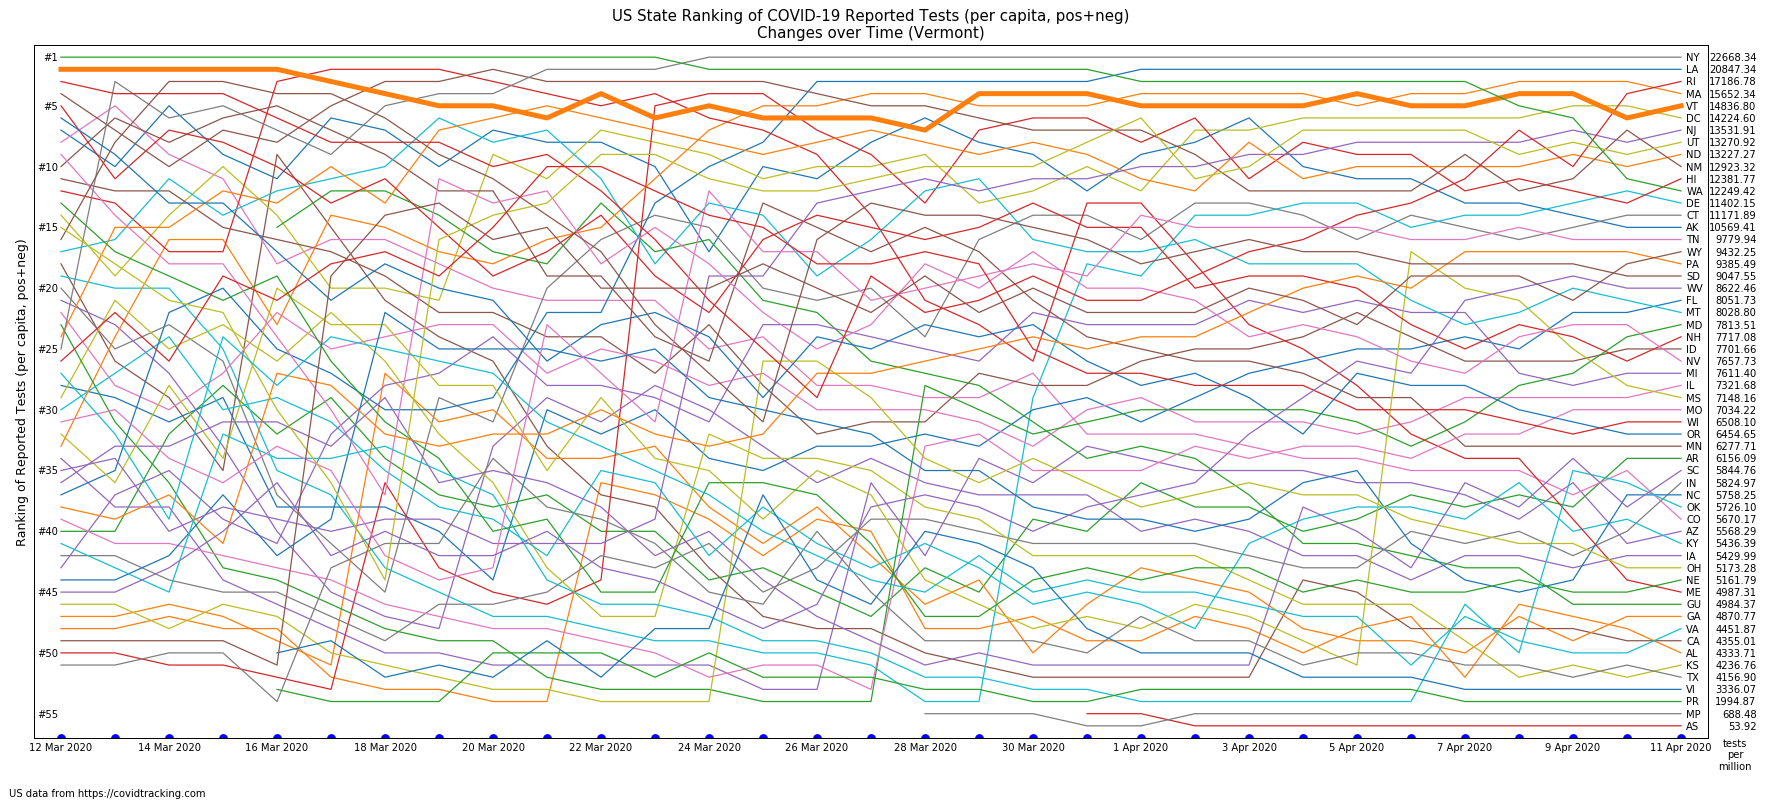 US State Ranking of COVID-19 Reported Tests (per capita, pos+neg)
Changes over Time (Vermont)
Ranking of Reported Tests (per capita, pos+neg)
#1
#5
#10
#15
#20
#25
#30
#35
#40
#45
#50
#55
NY 22668.34
LA 20847.34
RI 17186.78
MA 15652.34
VT 14836.80
DC 14224.60
NJ 13531.91
UT 13270.92
ND 13227.27
NM 12923.32
HI 12381.77
WA 12249.42
DE 11402.15
CT 11171.89
AK 10569.41
TN 9779.94
WY 9432.25
PA 9385.49
SD 9047.55
WV 8622.46
FL 8051.73
MT 8028.80
MD 7813.51
NH 7717.08
ID 7701.66
NV 7657.73
MI 7611.40
IL 7321.68
MS 7148.16
MO 7034.22
WI 6508.10
OR 6454.65
MN 6277.71
AR 6156.09
SC 5844.76
IN 5824.97
NC 5758.25
OK 5726.10
CO 5670.17
AZ 5568.29
KY 5436.39
IA 5429.99
OH 5173.28
NE 5161.79
ME 4987.31
GU 4984.37
GA 4870.77
VA 4451.87
CA 4355.01
AL 4333.71
KS 4236.76
TX 4156.90
VI 3336.07
PR 1994.87
MP 688.48
AS 53.92
12 Mar 2020 14 Mar 2020 16 Mar 2020 18 Mar 2020 20 Mar 2020 22 Mar 2020 24 Mar 2020 26 Mar 2020 28 Mar 2020 30 Mar 2020 1 Apr 2020 3 Apr 2020 5 Apr 2020 7 Apr 2020 9 Apr 2020 11 Apr 2020
tests
per
million
US data from https://covidtracking.com